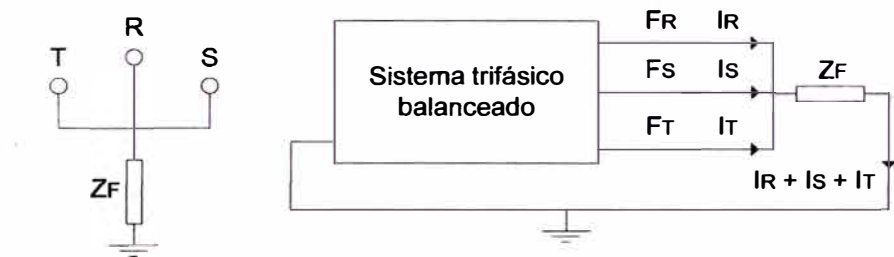 T R S
ZF
Sistema trifásico
balanceado
FR IR
FS IS
FT IT
ZF
IR + IS + IT